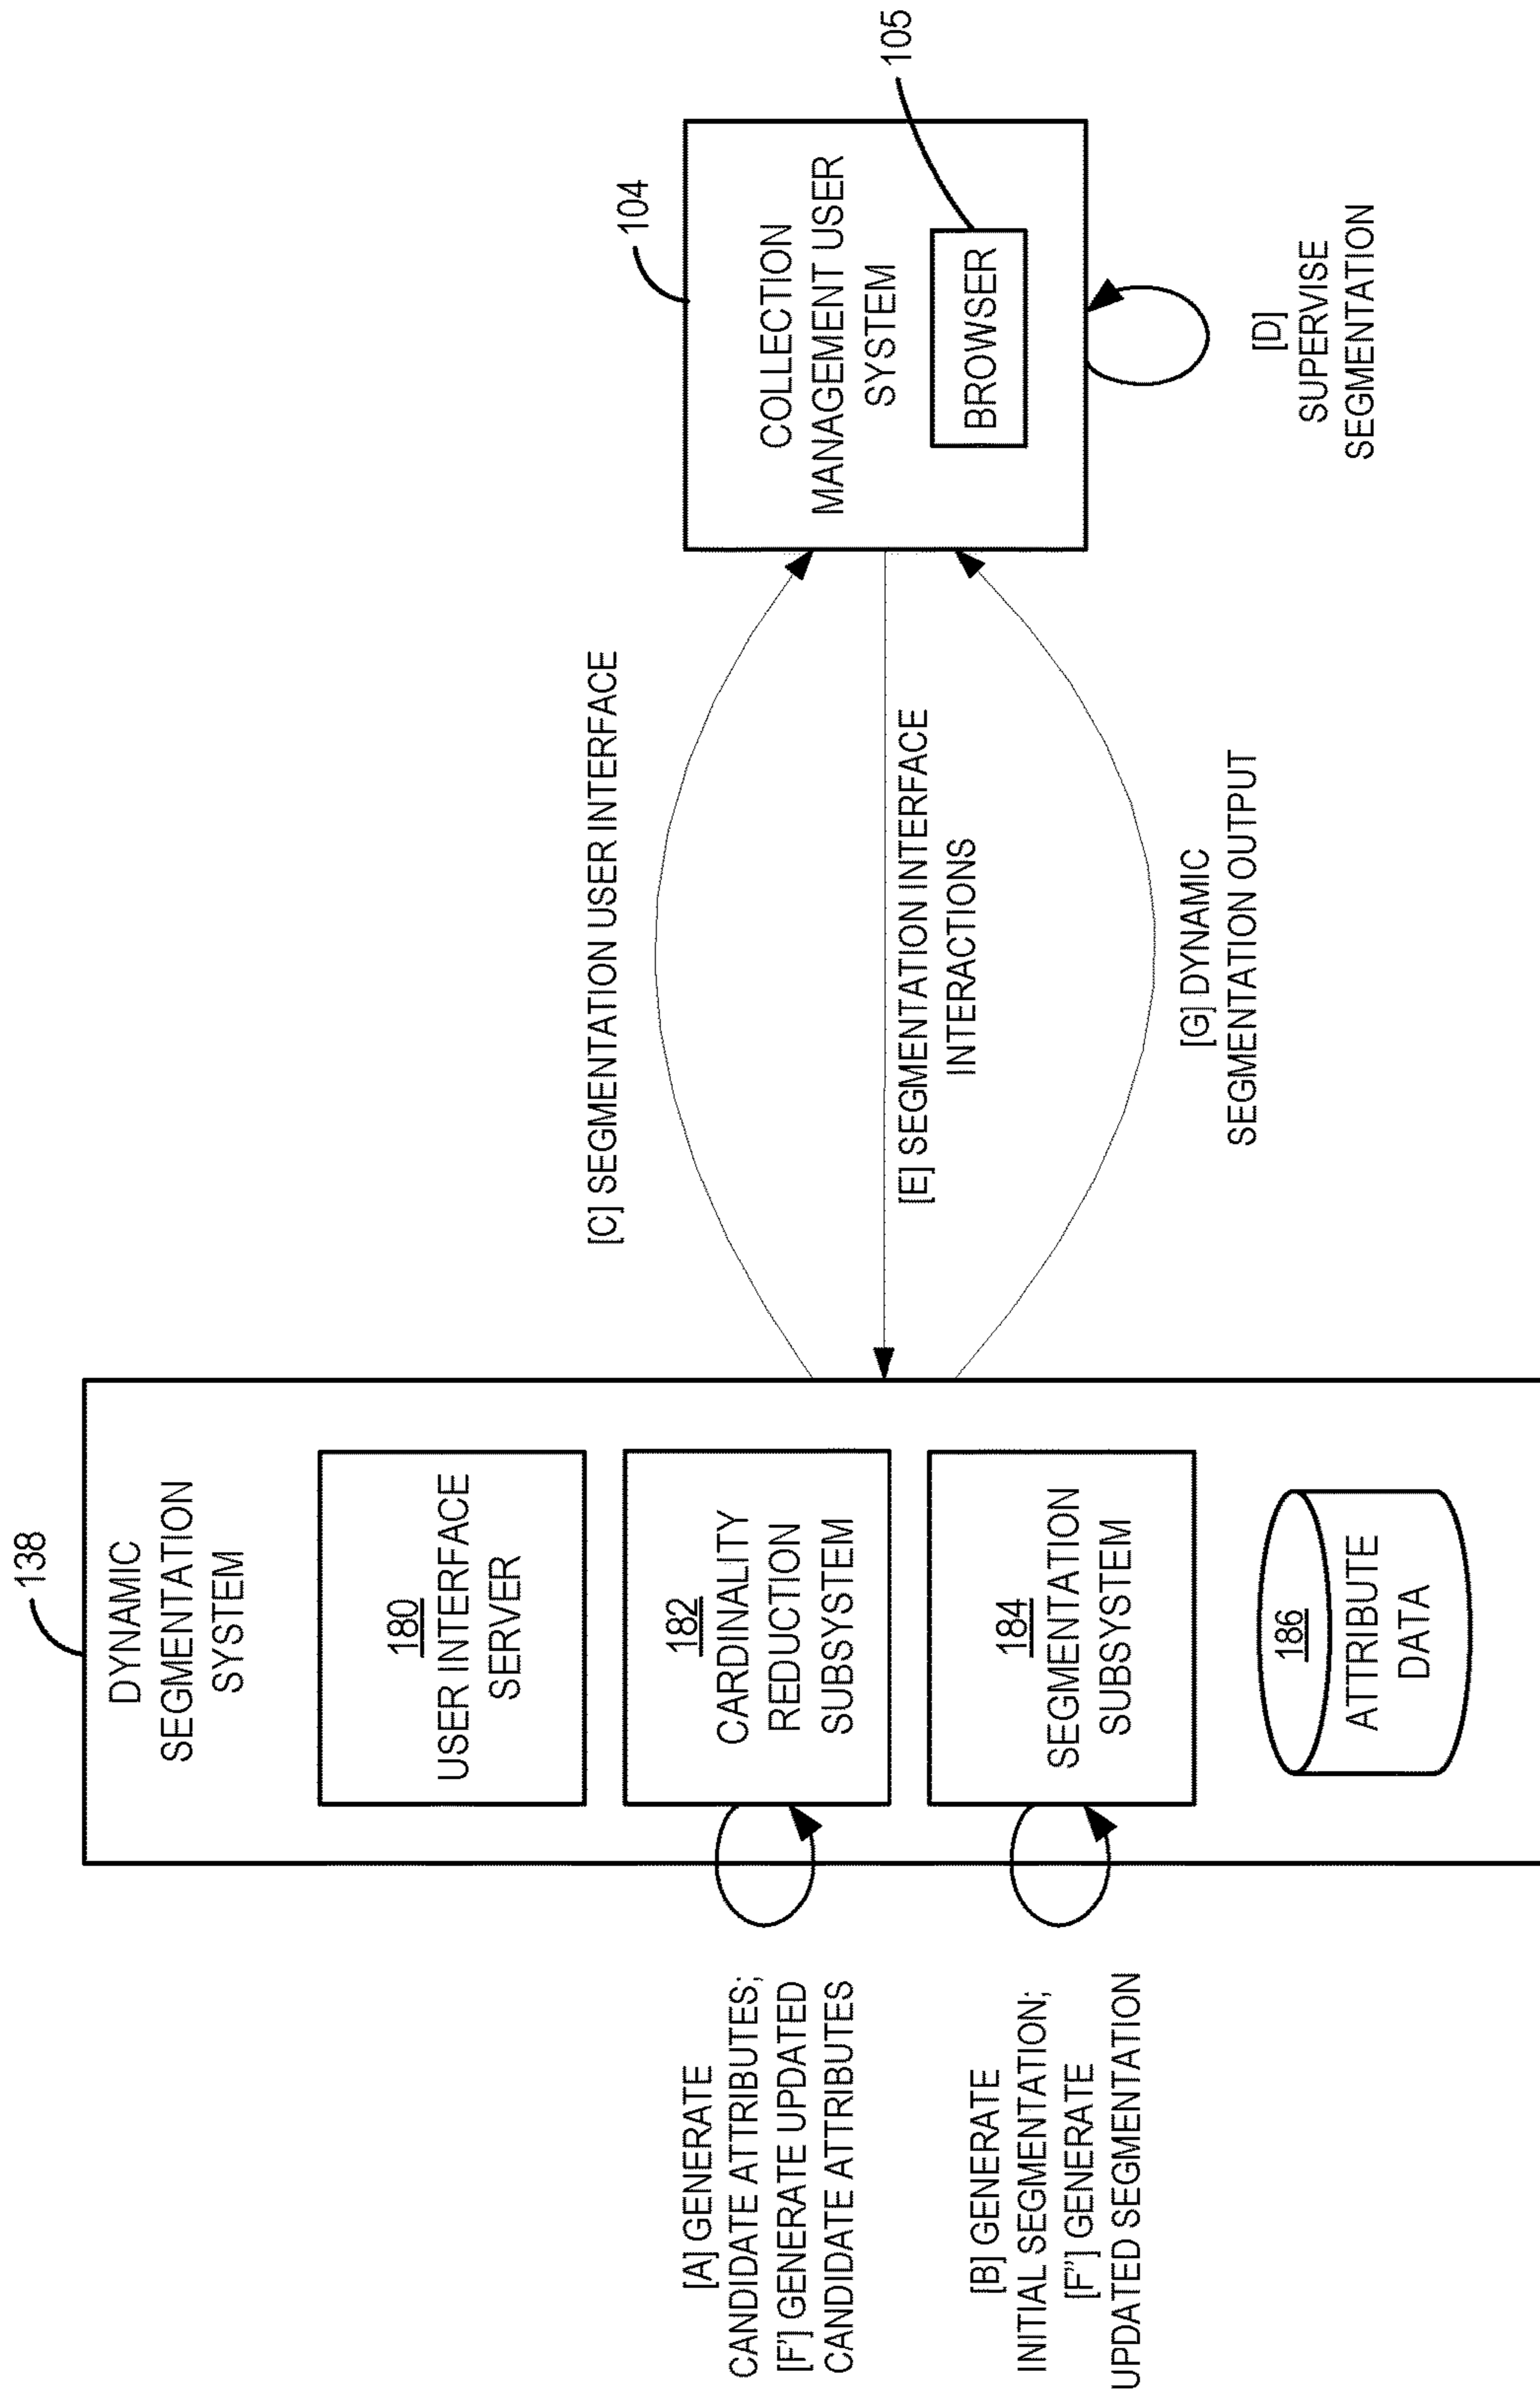 138
DYNAMIC
SEGMENTATION
SYSTEM
180
USER INTERFACE
SERVER
182
CARDINALITY
REDUCTION
SUBSYSTEM
184
SEGMENTATION
SUBSYSTEM
186
ATTRIBUTE
DATA
[A] GENERATE
CANDIDATE ATTRIBUTES;
[F'] GENERATE UPDATED
CANDIDATE ATTRIBUTES
[B] GENERATE
INITIAL SEGMENTATION;
[F''] GENERATE
UPDATED SEGMENTATION
[C] SEGMENTATION USER INTERFACE
[E] SEGMENTATION INTERFACE
INTERACTIONS
[G] DYNAMIC
SEGMENTATION OUTPUT
104
COLLECTION
MANAGEMENT USER
SYSTEM
BROWSER
105
[D]
SUPERVISE
SEGMENTATION